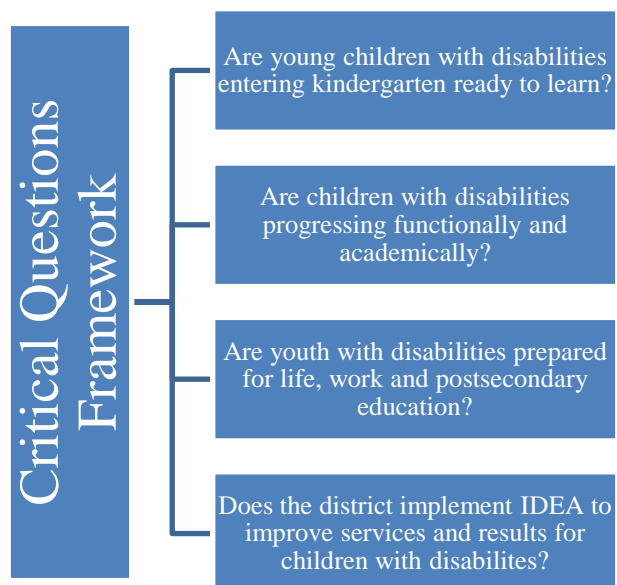 Critical Questions
Framework
Are young children with disabilities
entering kindergarten ready to learn?
Are children with disabilities
progressing functionally and
academically?
Are youth with disabilities prepared
for life, work and postsecondary
education?
Does the district implement IDEA to
improve services and results for
children with disabilites?